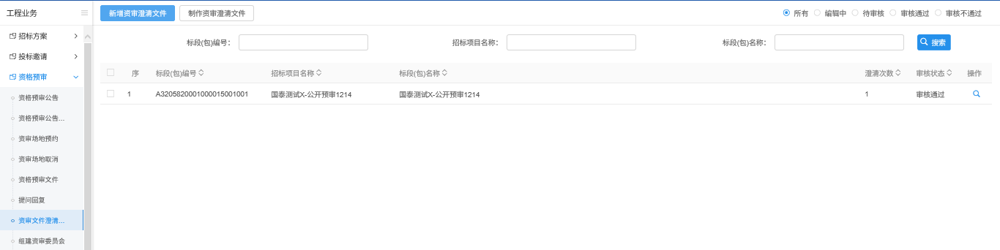 工程业务
新增资审澄清文件 制作资审澄清文件
所有 编辑中 待审核 审核通过 审核不通过
招标方案
投标邀请
资格预审
资格预审公告
资格预审公告...
资审场地预约
资审场地取消
资格预审文件
提问回复
资审文件澄清...
组建资审委员会
标段(包)编号: 招标项目名称: 标段(包)名称: 搜索
序 标段(包)编号 招标项目名称 标段(包)名称 澄清次数 审核状态 操作
1 A3205820001000015001001 国泰测试X-公开预审1214 国泰测试X-公开预审1214 1 审核通过